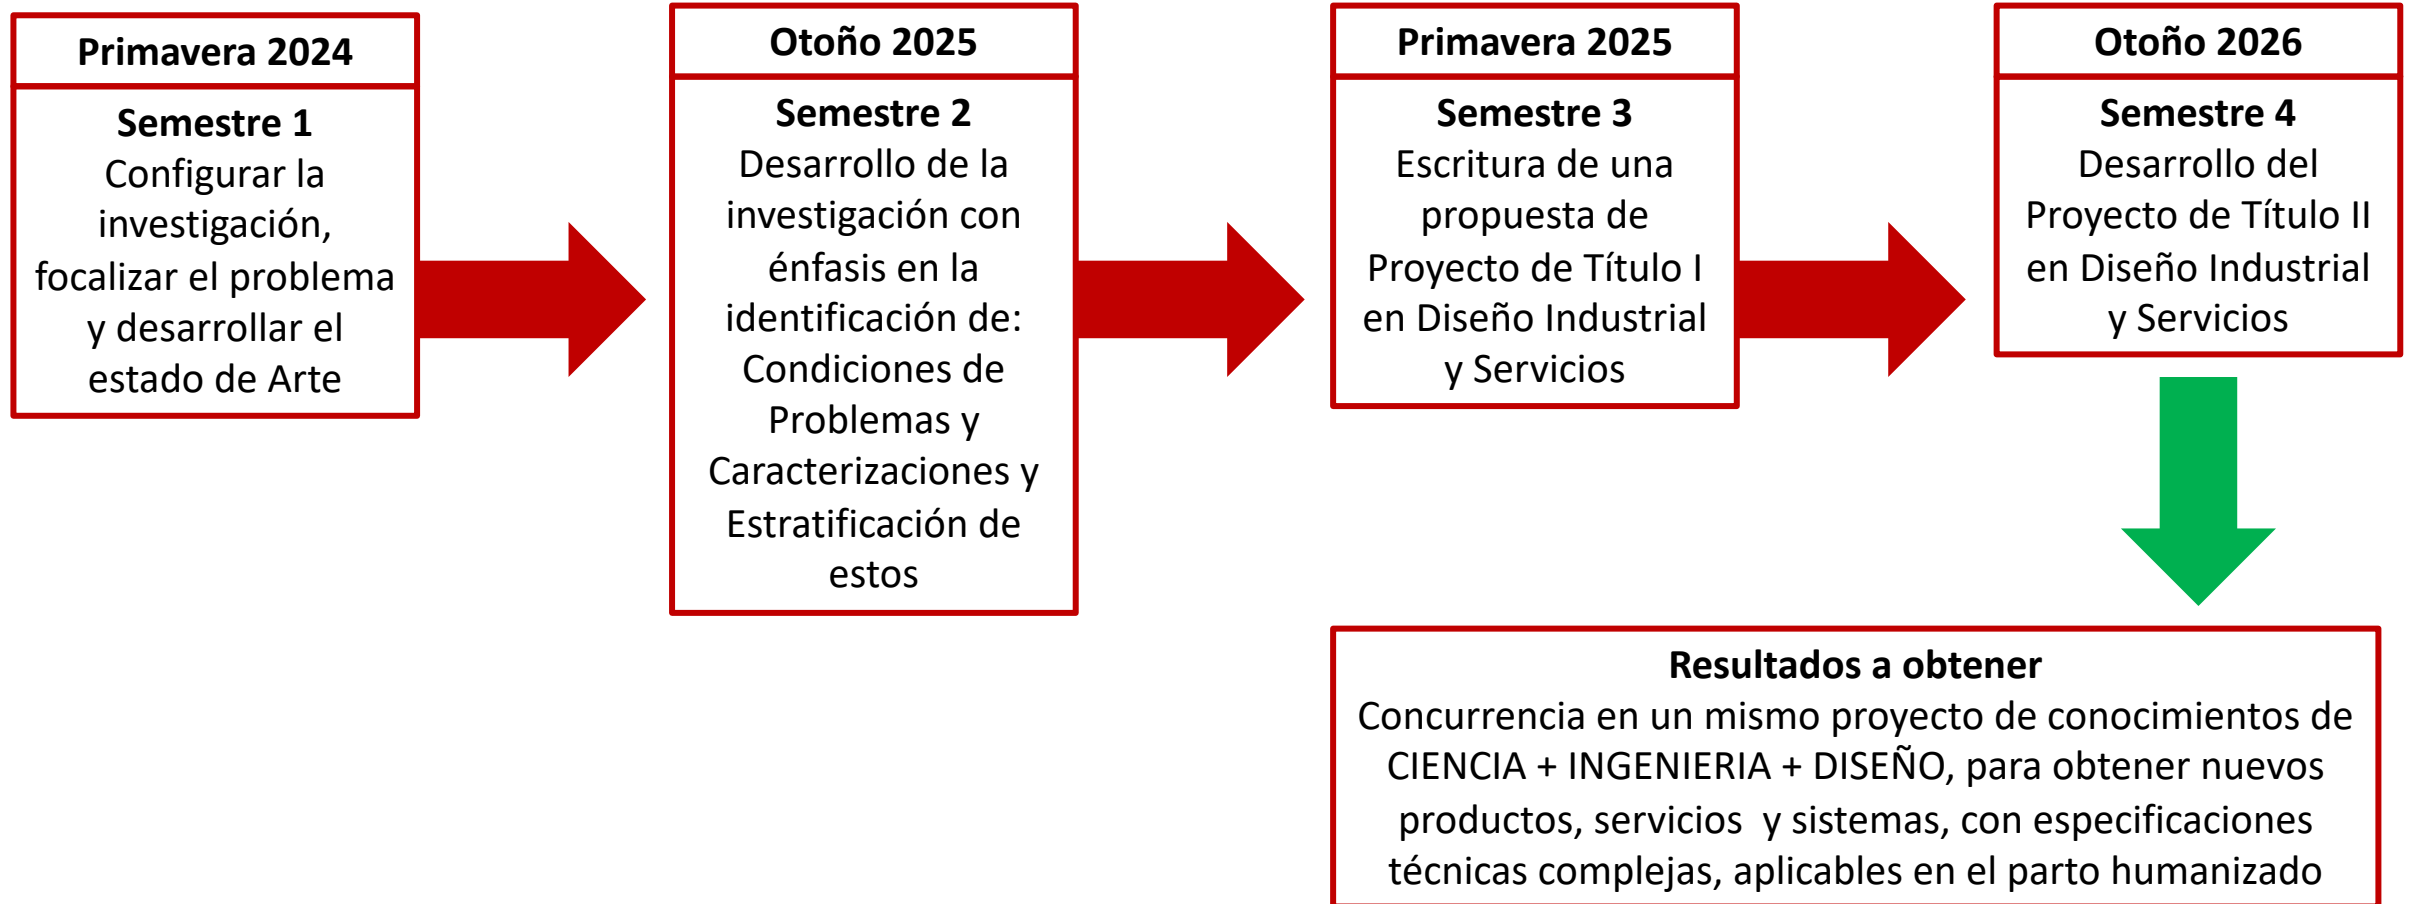 Primavera 2024
Semestre 1
Configurar la
investigación,
focalizar el problema
y desarrollar el
estado de Arte
Otoño 2025
Semestre 2
Desarrollo de la
investigación con
énfasis en la
identificación de:
Condiciones de
Problemas y
Caracterizaciones y
Estratificación de
estos
Primavera 2025
Semestre 3
Escritura de una
propuesta de
Proyecto de Título I
en Diseño Industrial
y Servicios
Otoño 2026
Semestre 4
Desarrollo del
Proyecto de Título II
en Diseño Industrial
y Servicios
Resultados a obtener
Concurrencia en un mismo proyecto de conocimientos de
CIENCIA + INGENIERIA + DISEÑO, para obtener nuevos
productos, servicios  y sistemas, con especificaciones
técnicas complejas, aplicables en el parto humanizado